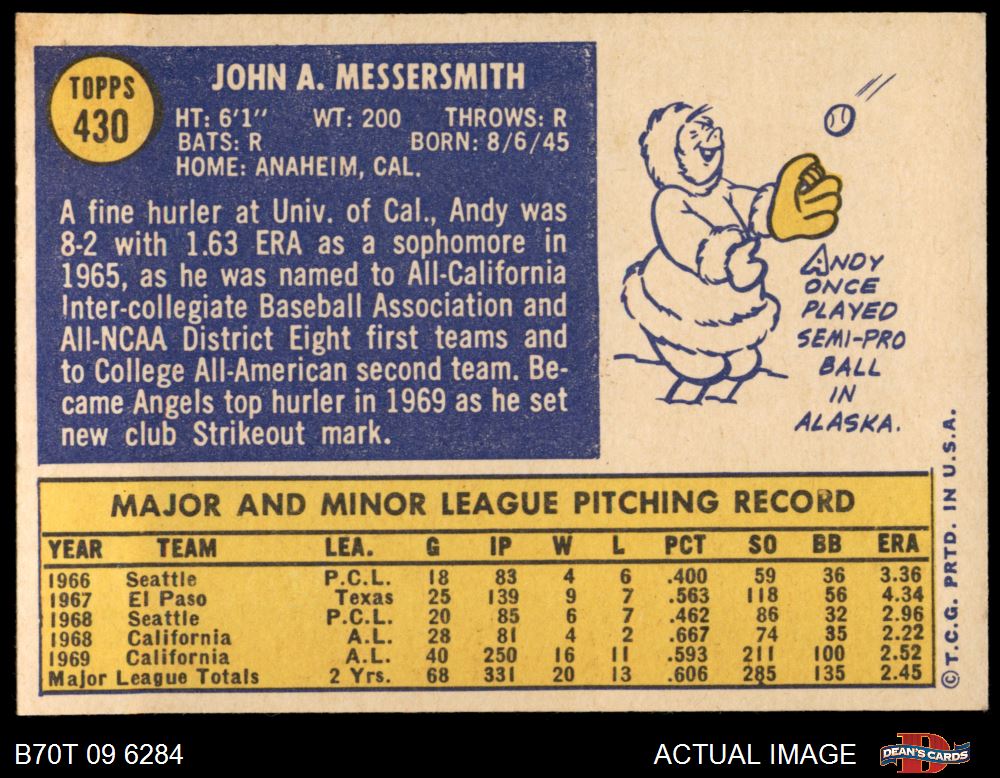 TOPPS
430
JOHN A. MESSERSMITH
HT: 6'1" WT: 200 THROWS: R
BATS: R BORN: 8/6/45
HOME: ANAHEIM, CAL.
A fine hurler at Univ. of Cal., Andy was
8-2 with 1.63 ERA as a sophomore in
1965, as he was named to All-California
Inter-collegiate Baseball Association and
All-NCAA District Eight first teams and
to College All-American second team. Be-
came Angels top hurler in 1969 as he set
new club Strikeout mark.
ANDY
ONCE
PLAYED
SEMI-PRO
BALL
IN
ALASKA.
MAJOR AND MINOR LEAGUE PITCHING RECORD
YEAR TEAM LEA. G IP W L PCT SO BB ERA
1966 Seattle P.C.L. 18 83 4 6 .400 59 36 3.36
1967 El Paso Texas 25 139 9 7 .563 118 56 4.34
1968 Seattle P.C.L. 20 85 6 7 .462 86 32 2.96
1968 California A.L. 28 81 4 2 .667 74 35 2.22
1969 California A.L. 40 250 16 11 .593 211 100 2.52
Major League Totals 2 Yrs. 68 331 20 13 .606 285 135 2.45
© T.C.G. PRTD. IN U.S.A.
B70T 09 6284
ACTUAL IMAGE
DEAN'S CARDS